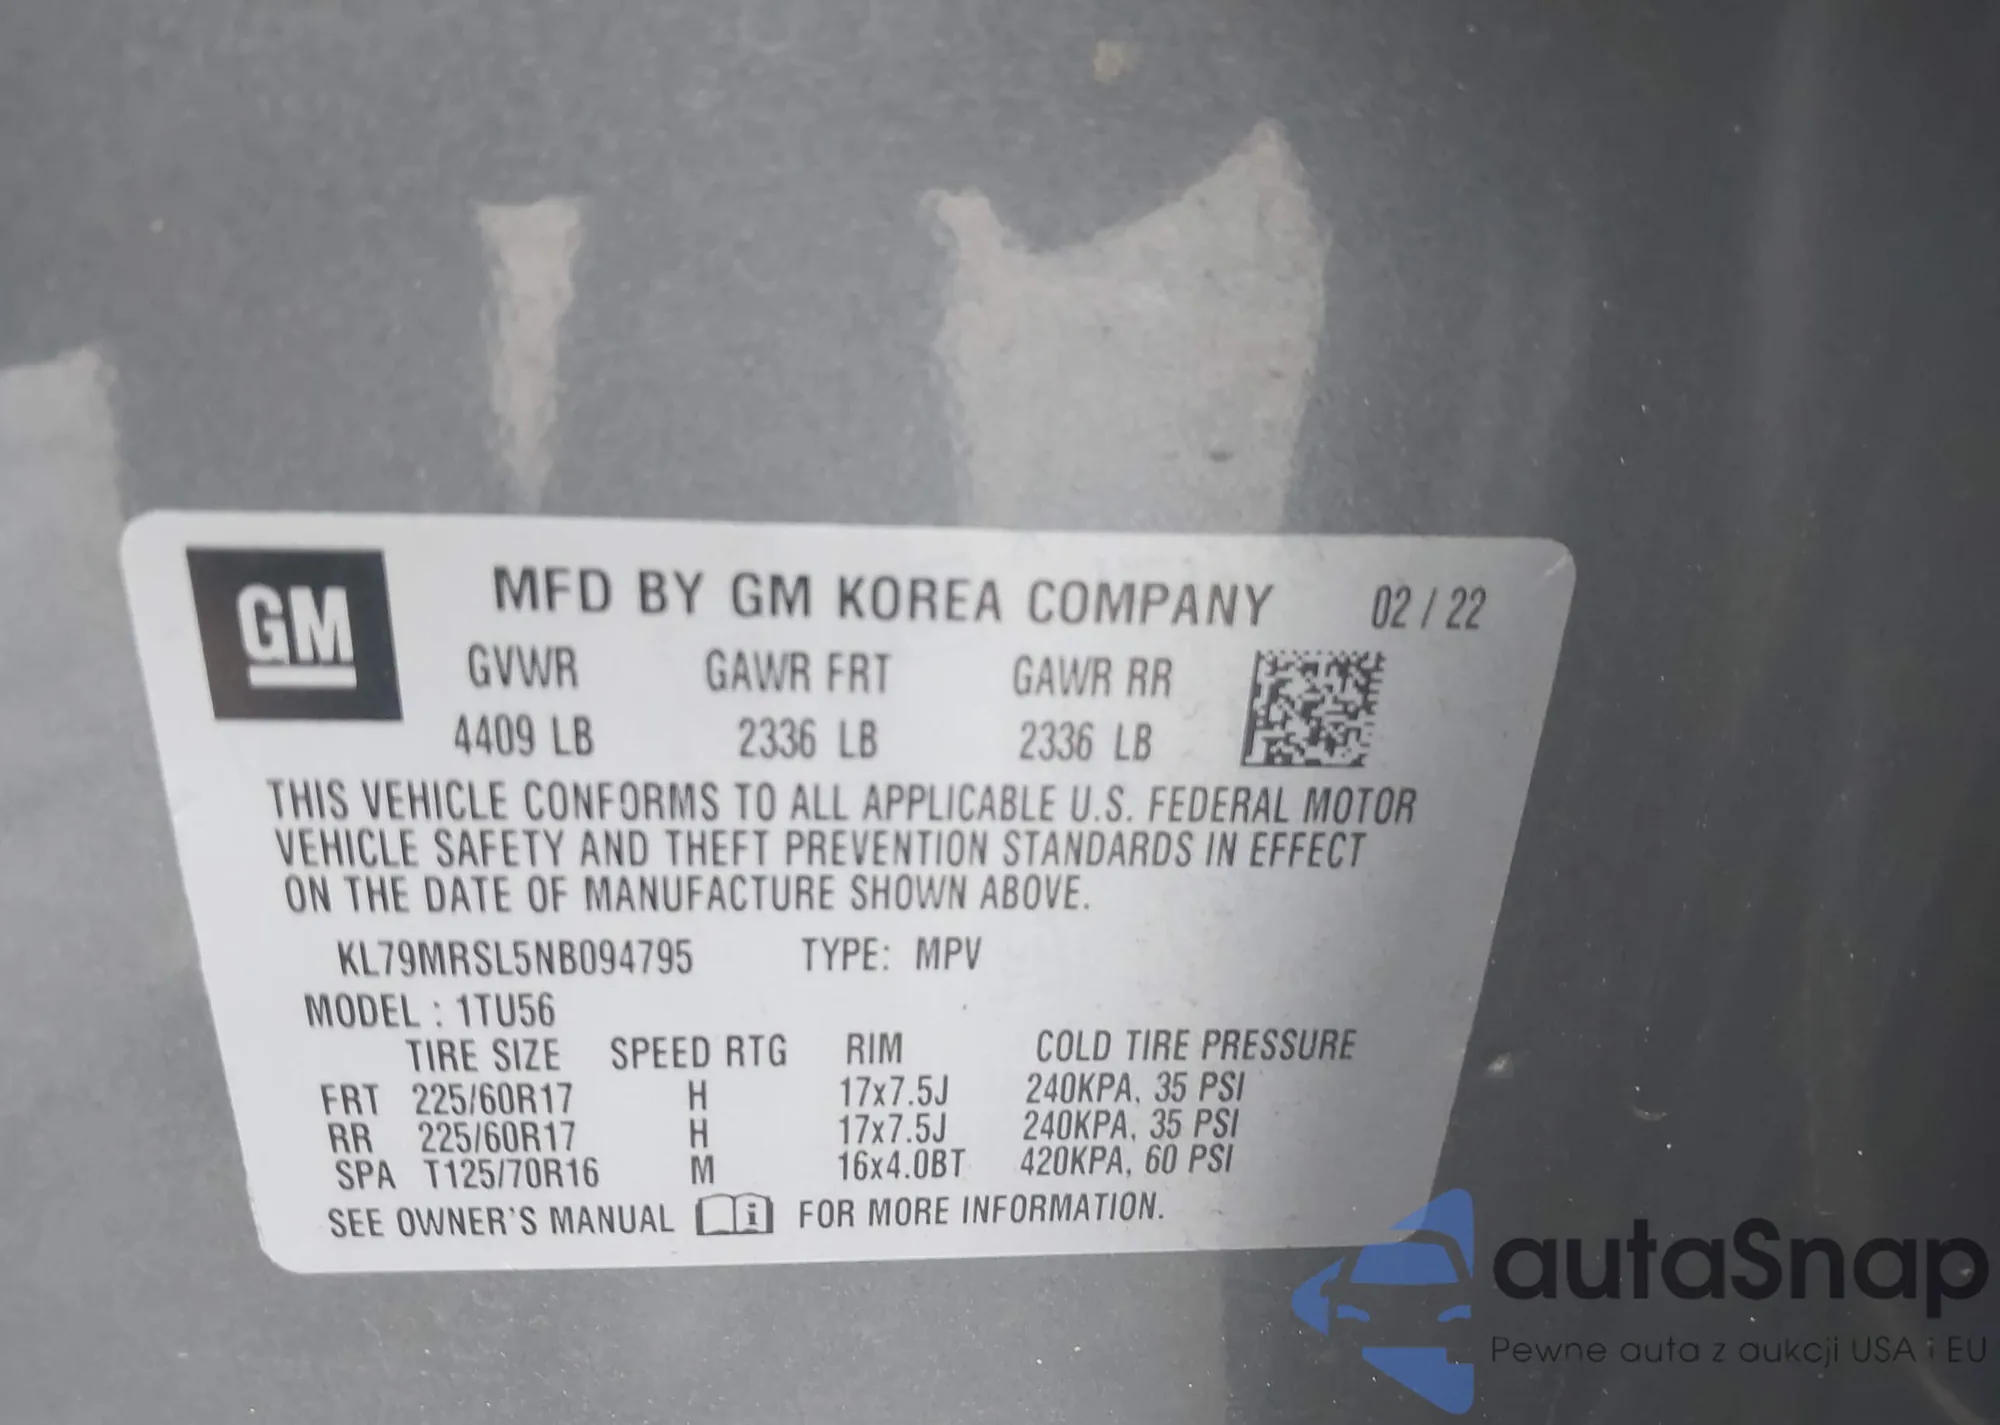 GM
MFD BY GM KOREA COMPANY 02 / 22
GVWR GAWR FRT GAWR RR
4409 LB 2336 LB 2336 LB
THIS VEHICLE CONFORMS TO ALL APPLICABLE U.S. FEDERAL MOTOR
VEHICLE SAFETY AND THEFT PREVENTION STANDARDS IN EFFECT
ON THE DATE OF MANUFACTURE SHOWN ABOVE.
KL79MRSL5NB094795 TYPE: MPV
MODEL : 1TU56
TIRE SIZE SPEED RTG RIM COLD TIRE PRESSURE
FRT 225/60R17 H 17x7.5J 240KPA, 35 PSI
RR 225/60R17 H 17x7.5J 240KPA, 35 PSI
SPA T125/70R16 M 16x4.0BT 420KPA, 60 PSI
SEE OWNER'S MANUAL i FOR MORE INFORMATION.
autaSnap
Pewne auta z aukcji USA i EU